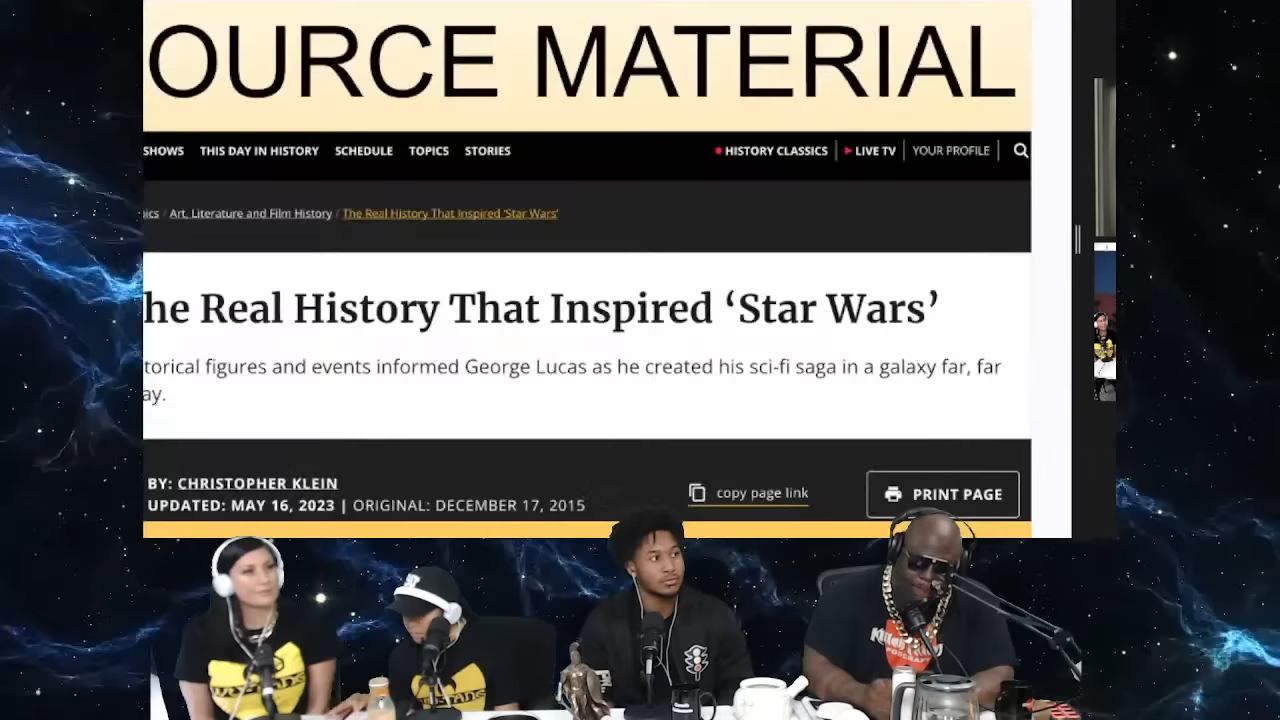 OURCE MATERIAL
SHOWS THIS DAY IN HISTORY SCHEDULE TOPICS STORIES HISTORY CLASSICS LIVE TV YOUR PROFILE
ics / Art, Literature and Film History / The Real History That Inspired 'Star Wars'
he Real History That Inspired ‘Star Wars’
torical figures and events informed George Lucas as he created his sci-fi saga in a galaxy far, far
ay.
BY: CHRISTOPHER KLEIN
UPDATED: MAY 16, 2023 | ORIGINAL: DECEMBER 17, 2015
copy page link
PRINT PAGE